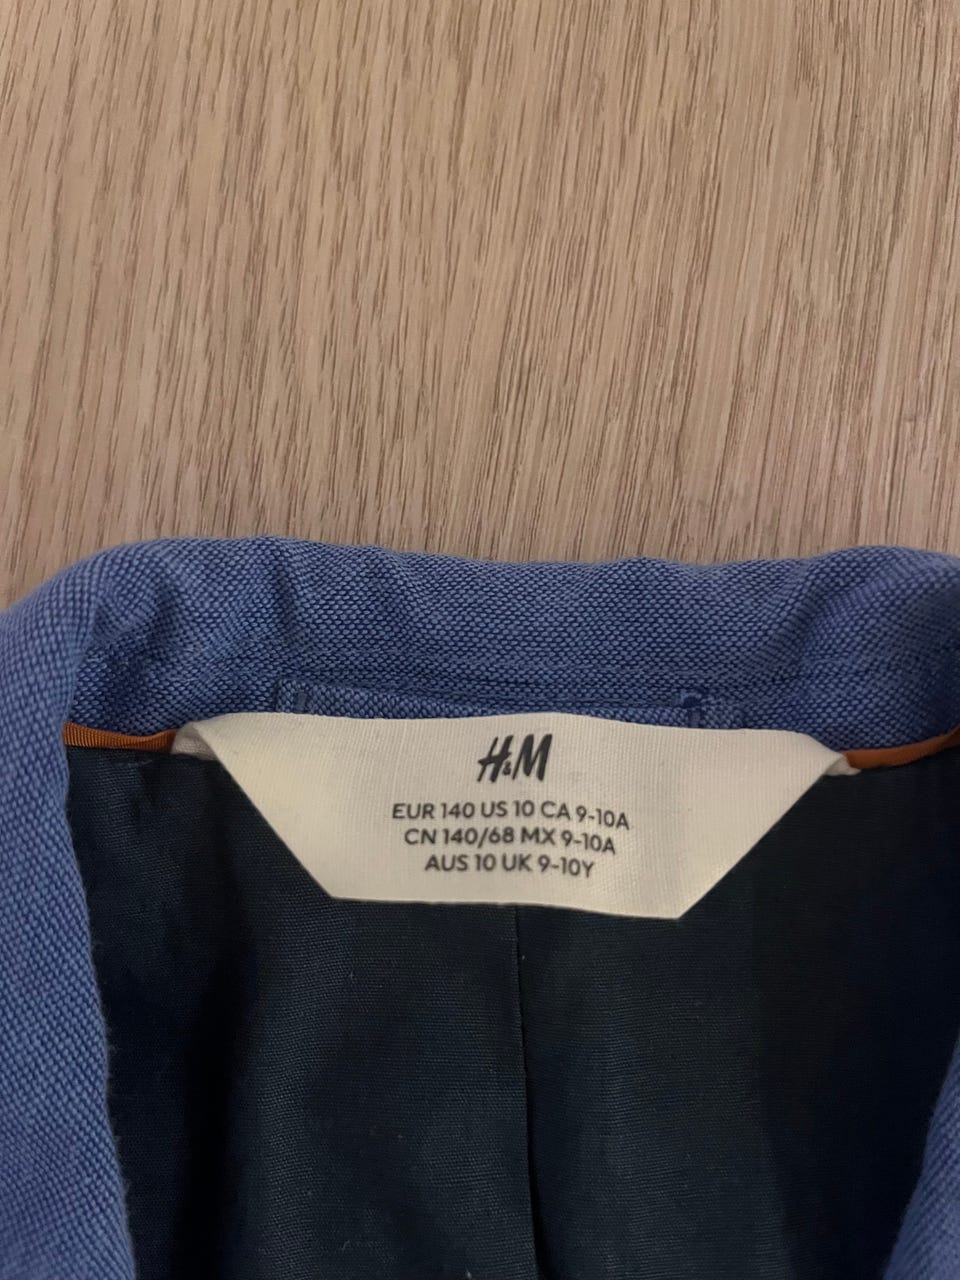 H&M
EUR 140 US 10 CA 9-10A
CN 140/68 MX 9-10A
AUS 10 UK 9-10Y